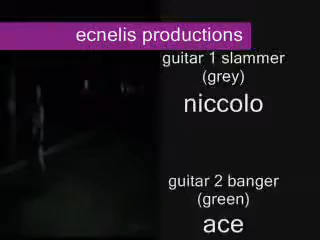 ecnelis productions
guitar 1 slammer
(grey)
niccolo
guitar 2 banger
(green)
ace